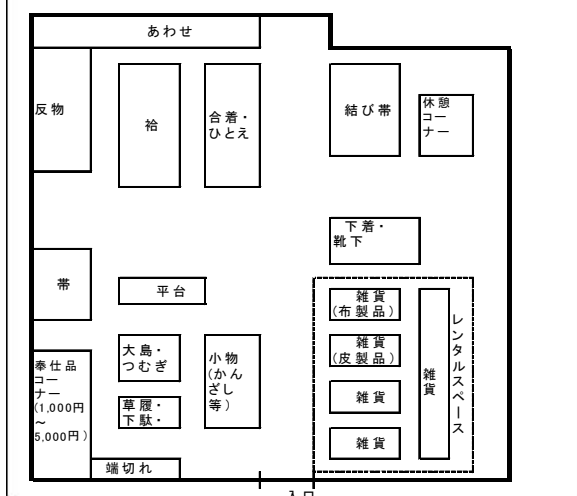 あわせ
反物
袷
合着・
ひとえ
結び帯
休憩
コー
ナー
下着・
靴下
帯
平台
雑貨
(布製品)
大島・
つむぎ
小物
(かん
ざし
等)
雑貨
(皮製品)
雑貨
レンタルスペース
奉仕品
コー
ナー
(1,000円
～
5,000円)
草履・
下駄・
雑貨
雑貨
端切れ
入口